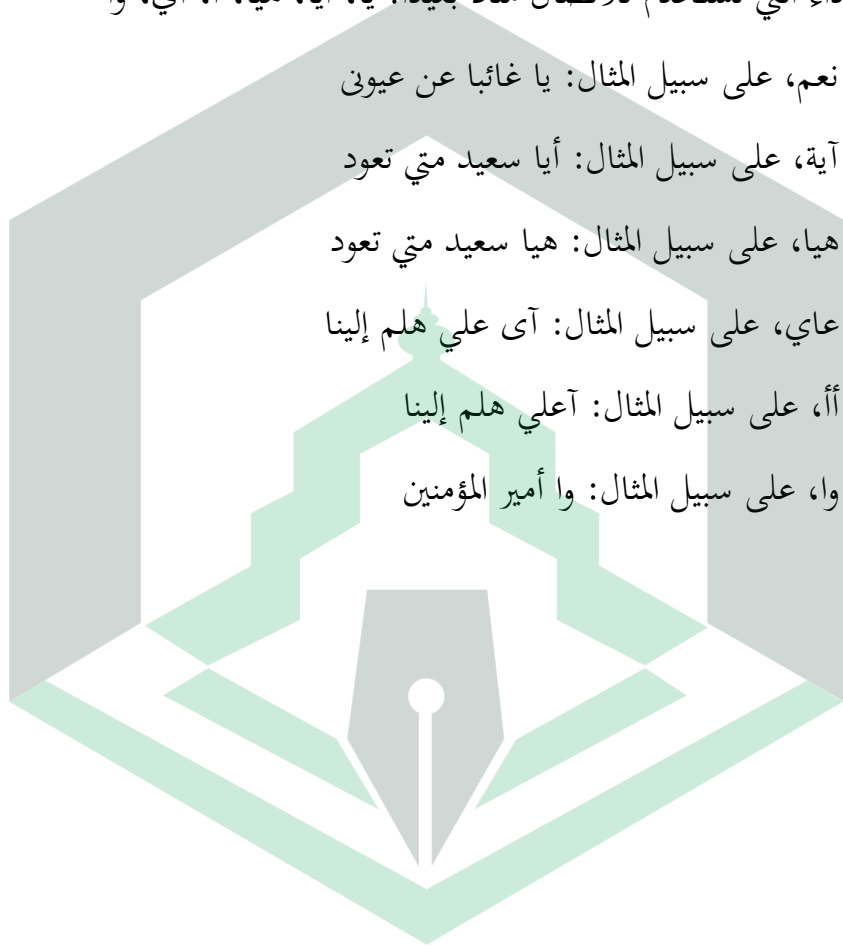 نعم، على سبيل المثال: يا غائبا عن عيونى
آية، على سبيل المثال: أيا سعيد متي تعود
هيا، على سبيل المثال: هيا سعيد متي تعود
عاي، على سبيل المثال: آى علي هلم إلينا
أأ، على سبيل المثال: آعلي هلم إلينا
وا، على سبيل المثال: وا أمير المؤمنين